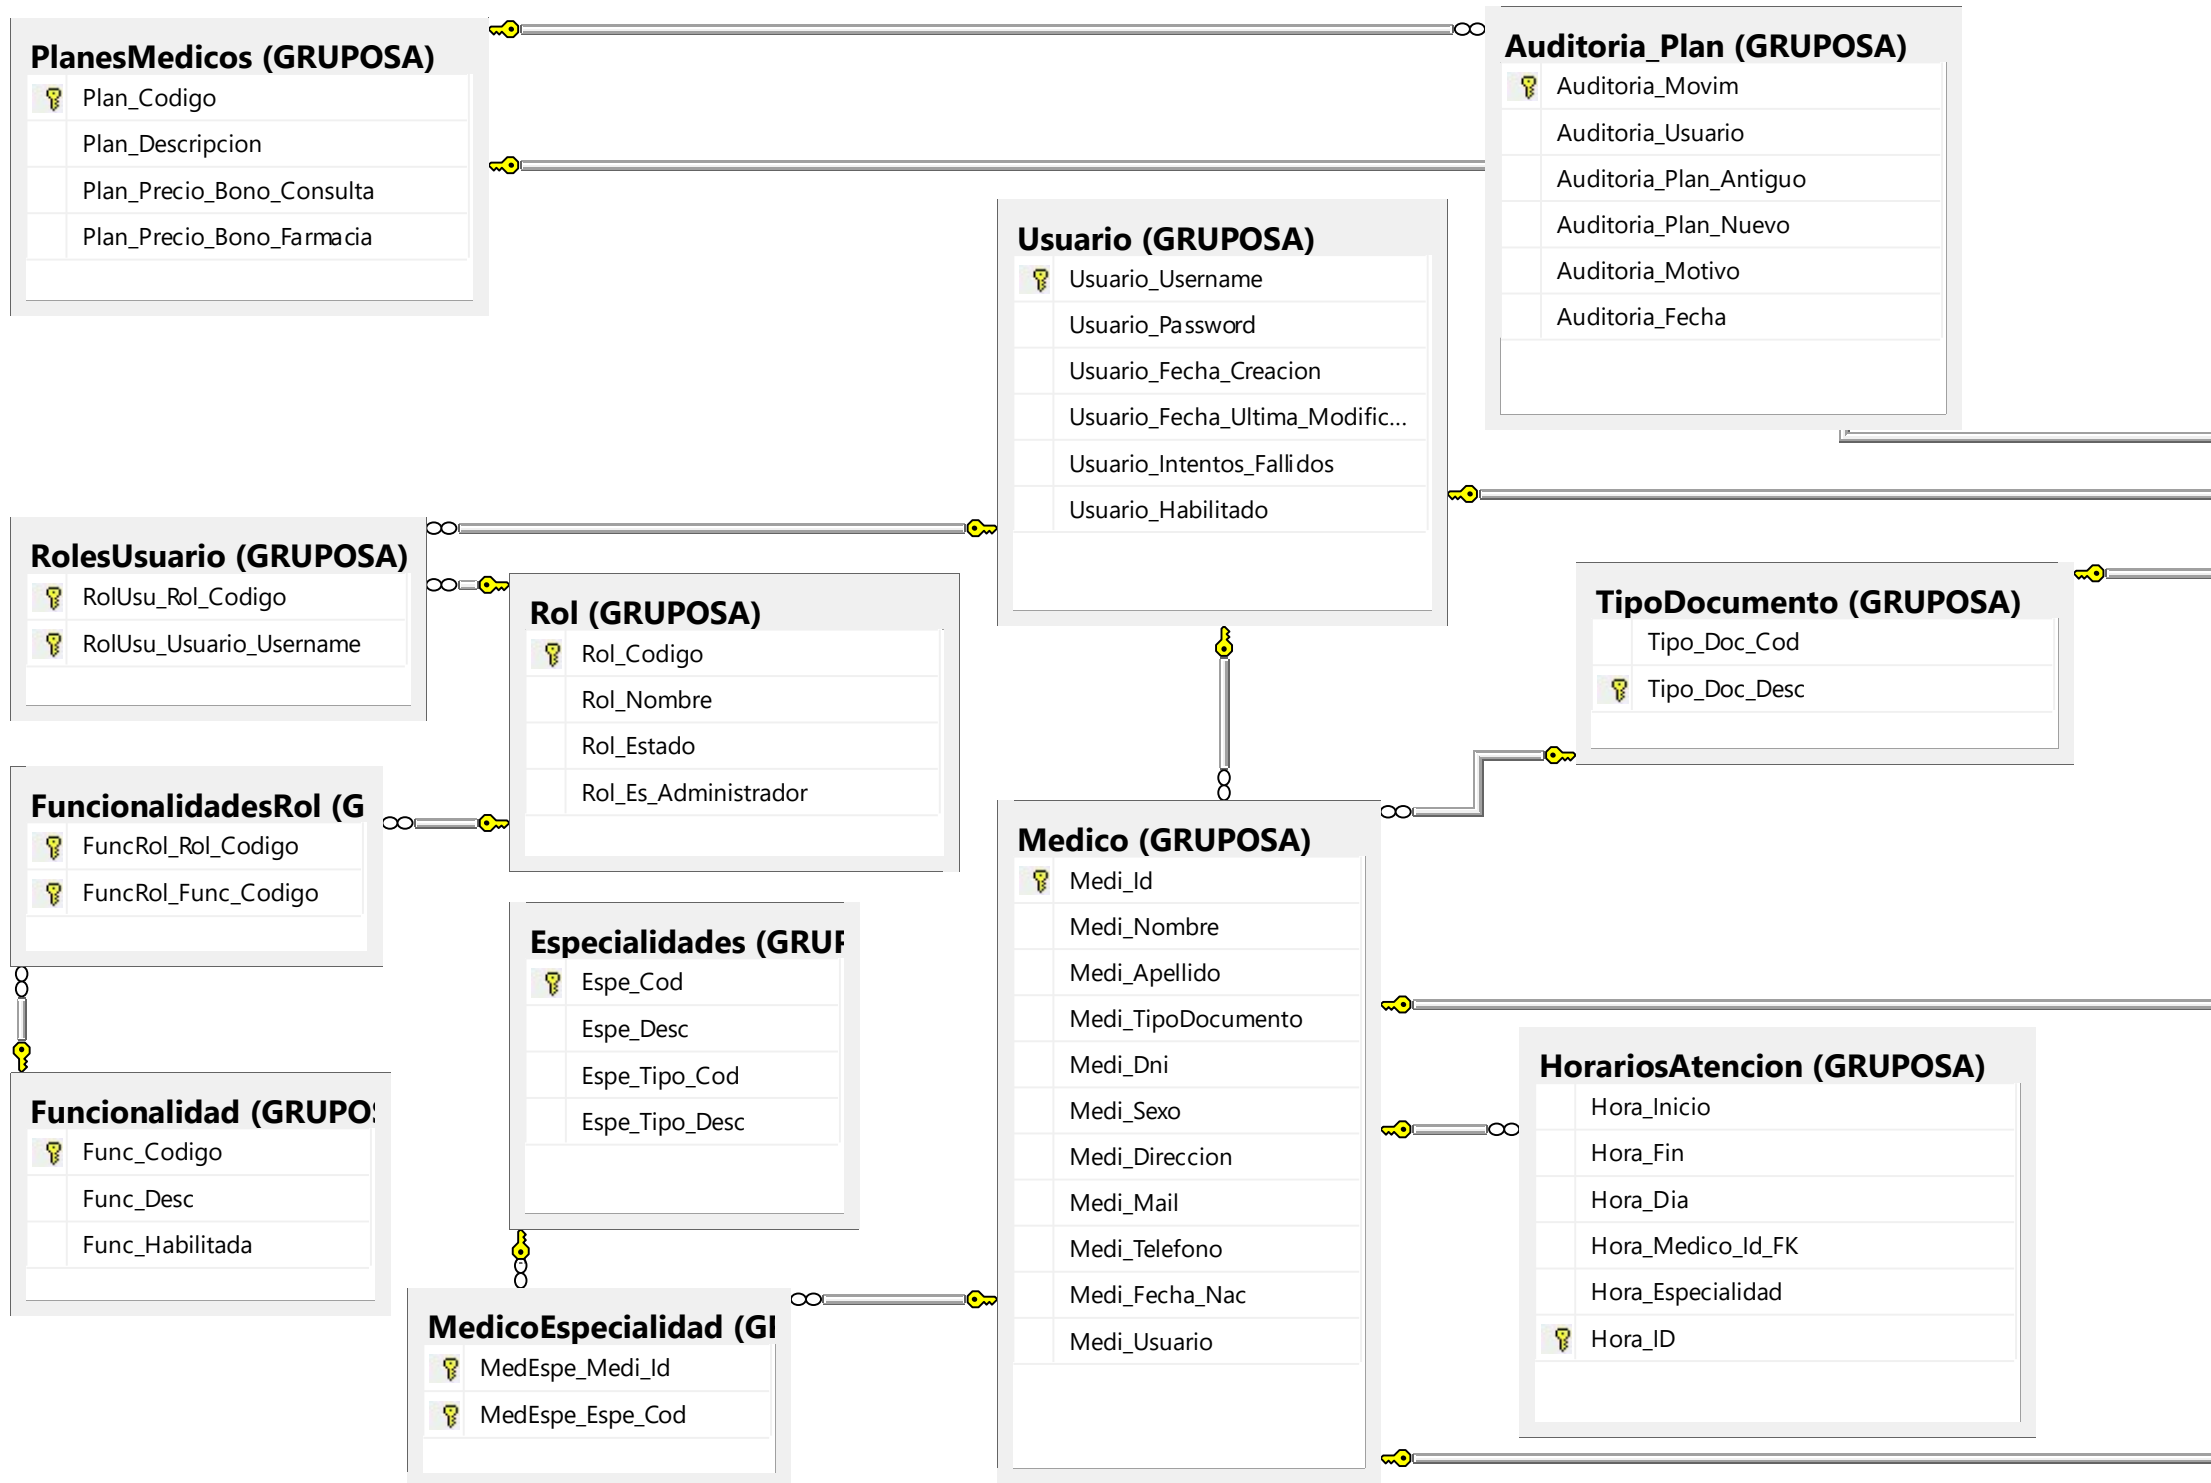 PlanesMedicos (GRUPOSA)
Plan_Codigo
Plan_Descripcion
Plan_Precio_Bono_Consulta
Plan_Precio_Bono_Farmacia
Auditoria_Plan (GRUPOSA)
Auditoria_Movim
Auditoria_Usuario
Auditoria_Plan_Antiguo
Auditoria_Plan_Nuevo
Auditoria_Motivo
Auditoria_Fecha
Usuario (GRUPOSA)
Usuario_Username
Usuario_Password
Usuario_Fecha_Creacion
Usuario_Fecha_Ultima_Modific...
Usuario_Intentos_Fallidos
Usuario_Habilitado
RolesUsuario (GRUPOSA)
RolUsu_Rol_Codigo
RolUsu_Usuario_Username
Rol (GRUPOSA)
Rol_Codigo
Rol_Nombre
Rol_Estado
Rol_Es_Administrador
TipoDocumento (GRUPOSA)
Tipo_Doc_Cod
Tipo_Doc_Desc
FuncionalidadesRol (G
FuncRol_Rol_Codigo
FuncRol_Func_Codigo
Especialidades (GRUP
Espe_Cod
Espe_Desc
Espe_Tipo_Cod
Espe_Tipo_Desc
Medico (GRUPOSA)
Medi_Id
Medi_Nombre
Medi_Apellido
Medi_TipoDocumento
Medi_Dni
Medi_Sexo
Medi_Direccion
Medi_Mail
Medi_Telefono
Medi_Fecha_Nac
Medi_Usuario
HorariosAtencion (GRUPOSA)
Hora_Inicio
Hora_Fin
Hora_Dia
Hora_Medico_Id_FK
Hora_Especialidad
Hora_ID
Funcionalidad (GRUPOS
Func_Codigo
Func_Desc
Func_Habilitada
MedicoEspecialidad (GI
MedEspe_Medi_Id
MedEspe_Espe_Cod